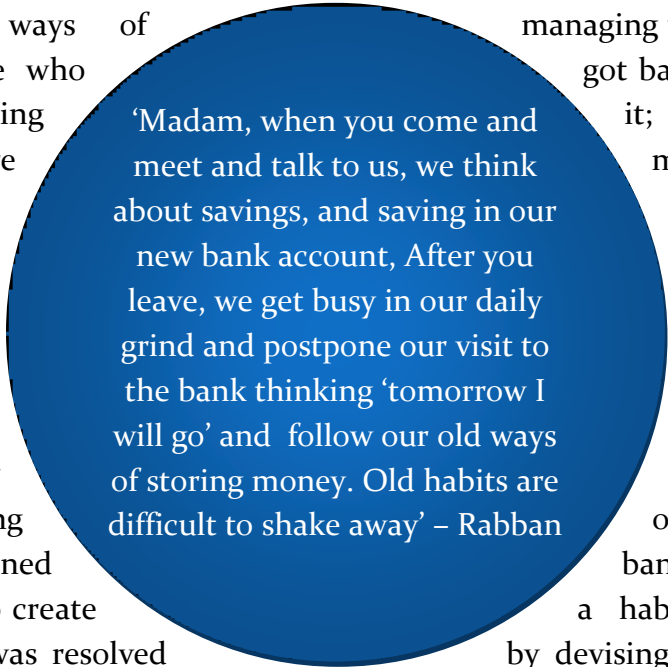 ways of
managing
who
got
ing
it;
‘Madam, when you come and
meet and talk to us, we think
about savings, and saving in our
new bank account, After you
leave, we get busy in our daily
grind and postpone our visit to
the bank thinking ‘tomorrow I
will go’ and follow our old ways
of storing money. Old habits are
difficult to shake away’ – Rabban
ned
create
a hab
was resolved
by devising